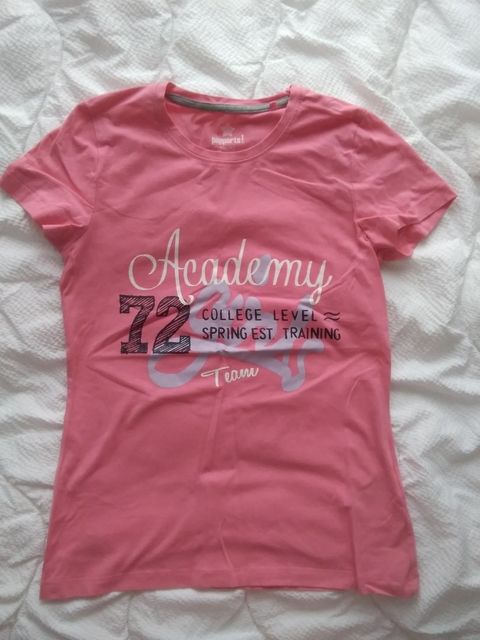 pepperts!
Academy
72 COLLEGE LEVEL
SPRING EST TRAINING
Team